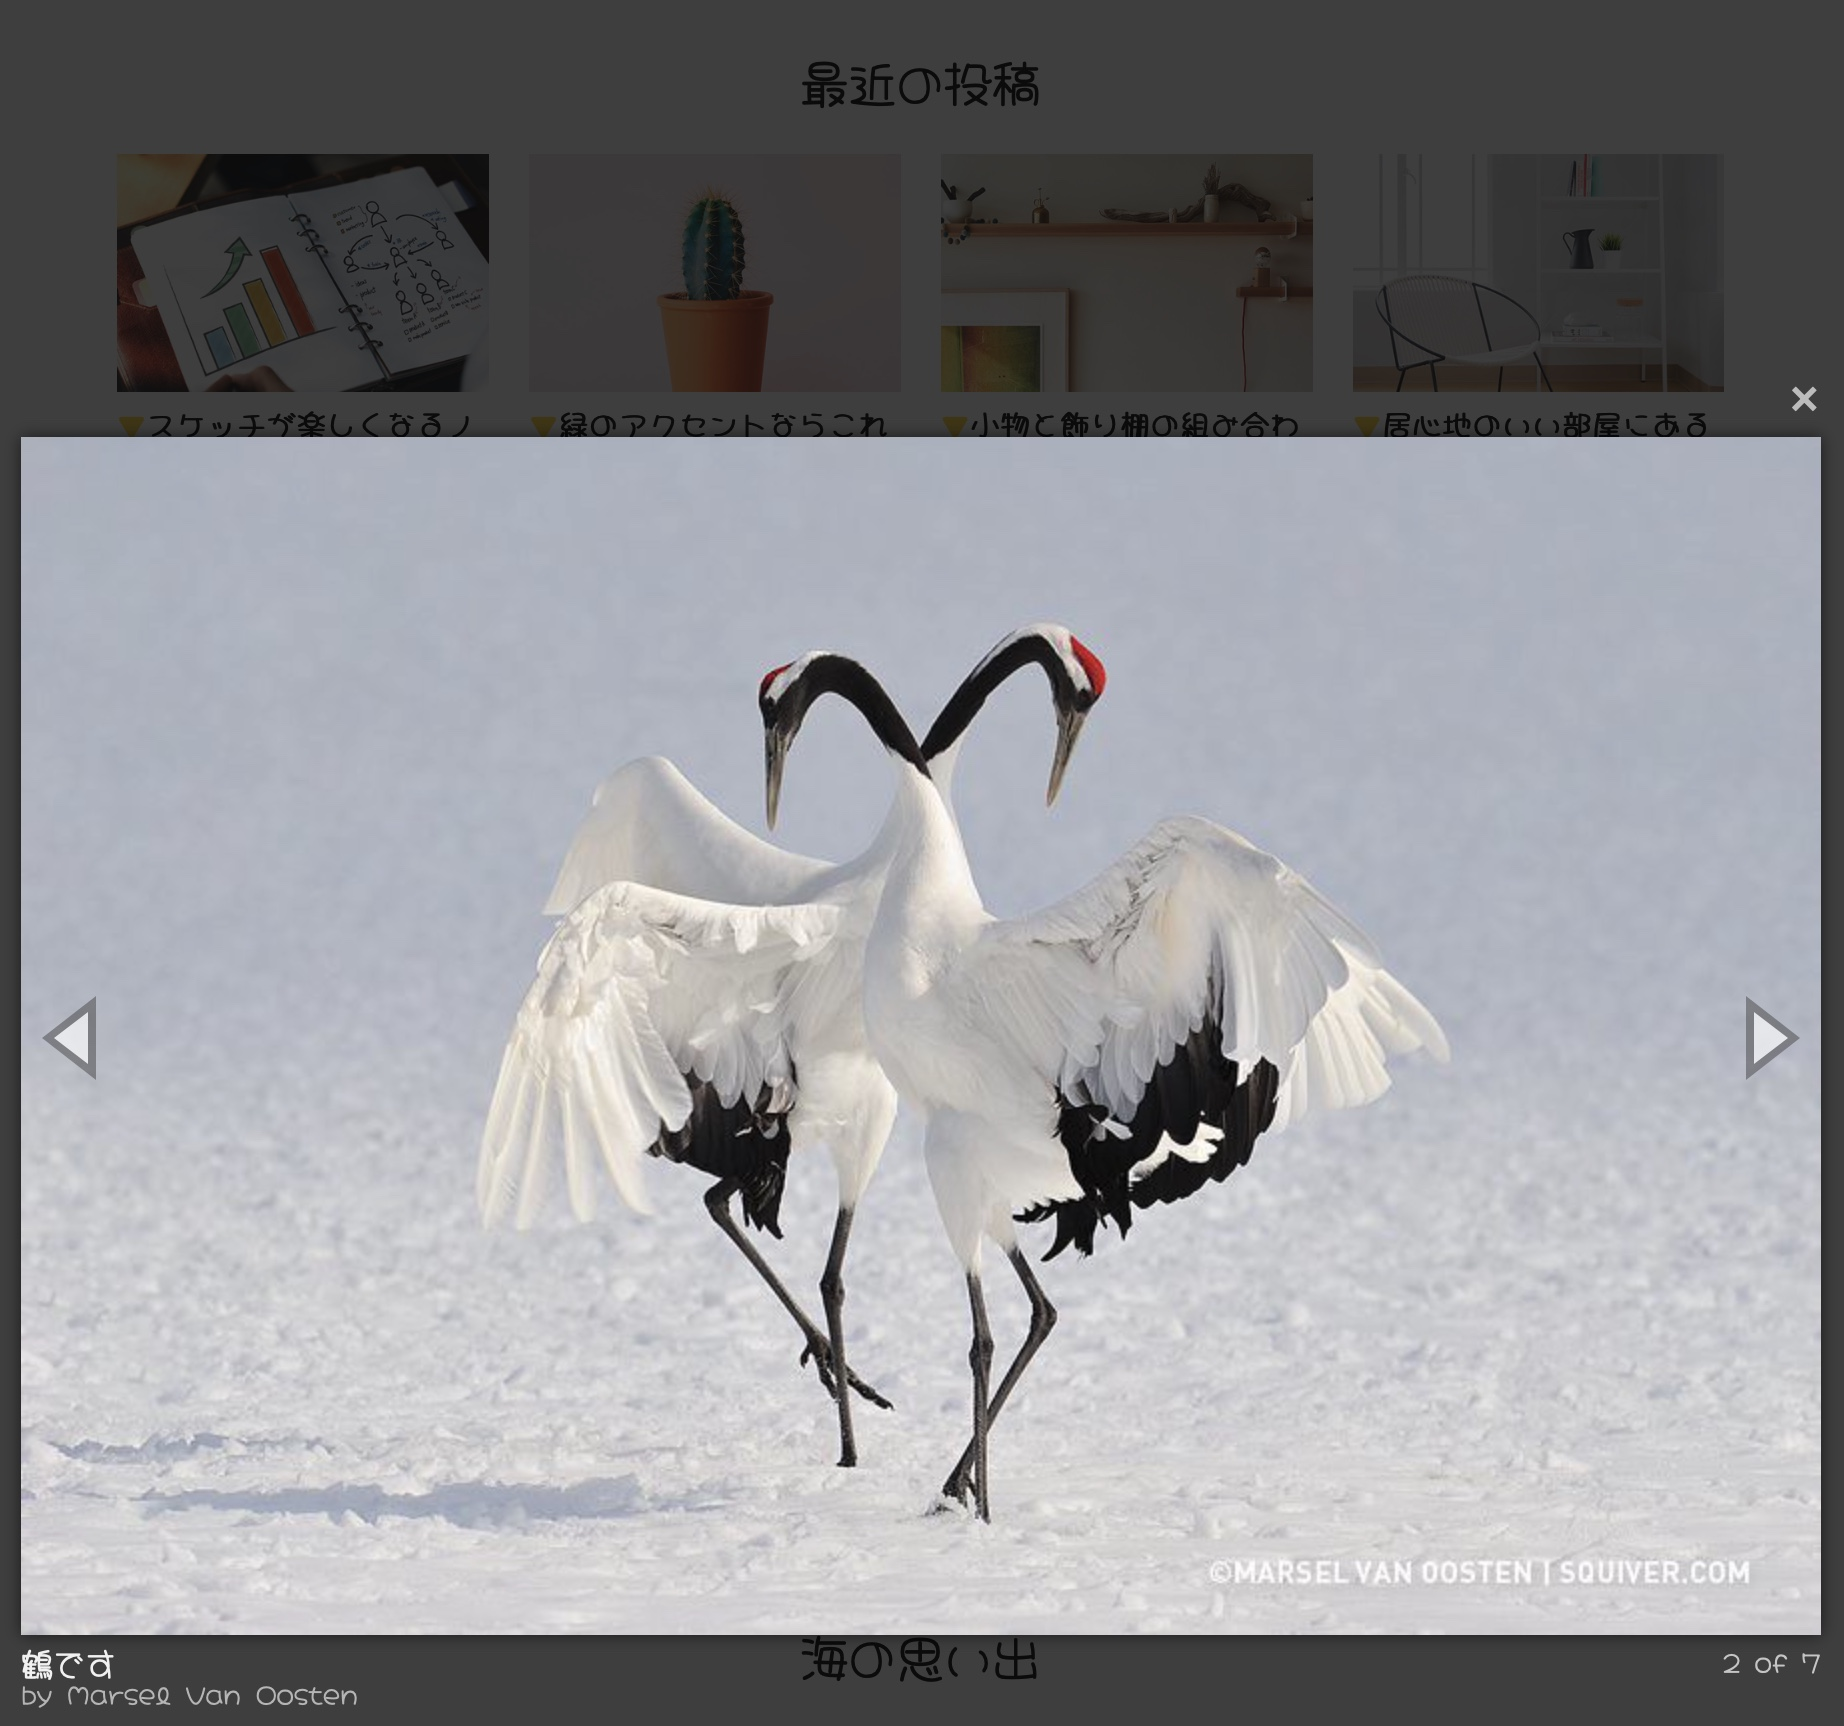 最近の投稿
▼スケッチが楽しくなるノ
▼緑のアクセントならこれ
▼小物と飾り棚の組み合わ
▼居心地のいい部屋にある
×
©MARSEL VAN OOSTEN | SQUIVER.COM
海の思い出
鶴です
2 of 7
by Marsel Van Oosten